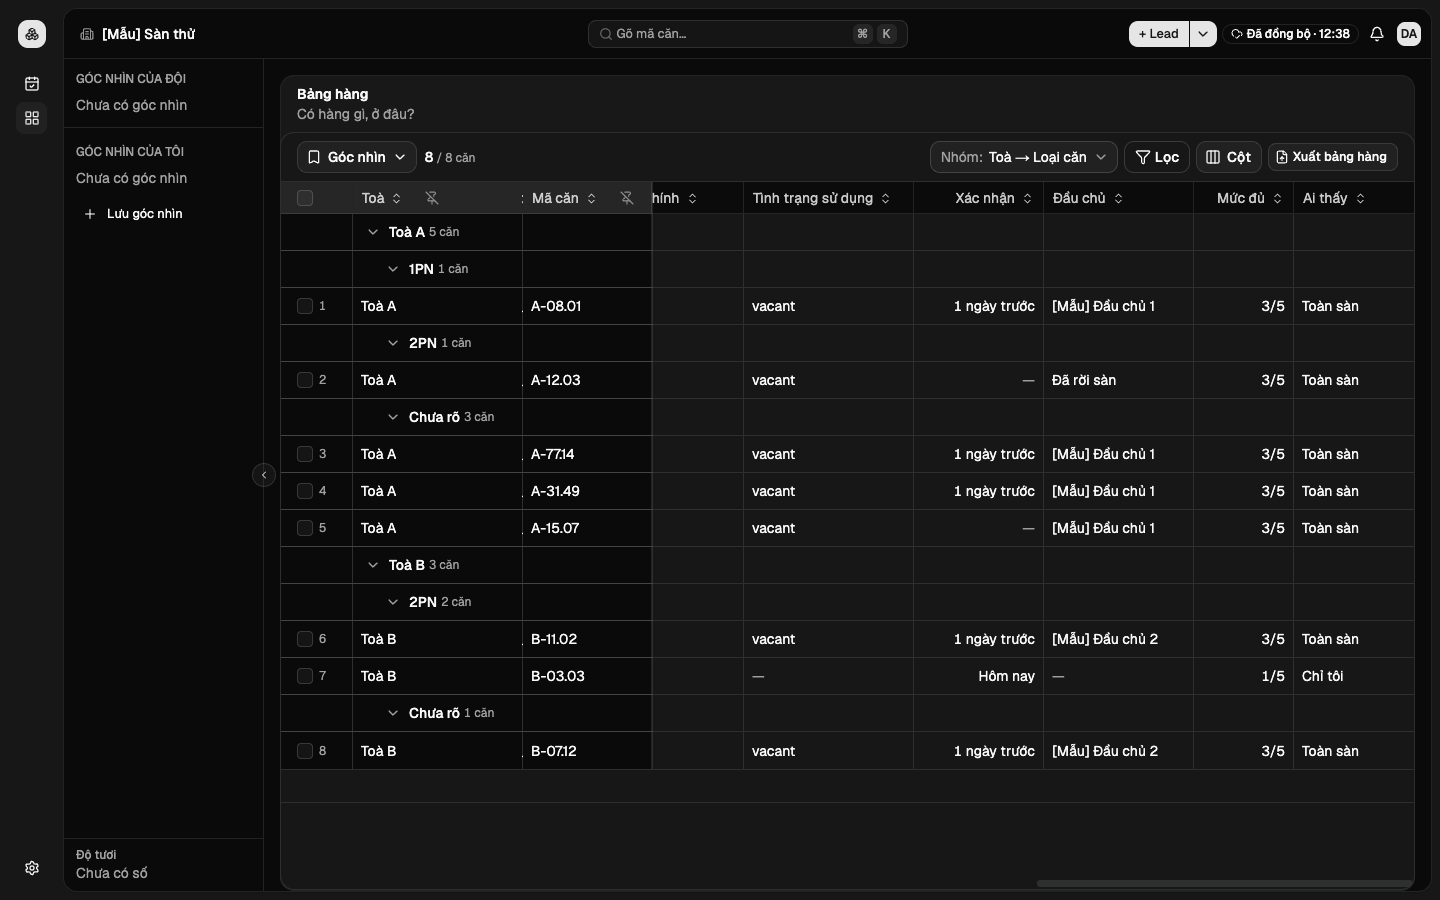 [Mẫu] Sàn thử
Gõ mã căn...
⌘ K
+ Lead
Đã đồng bộ · 12:38
DA
GÓC NHÌN CỦA ĐỘI
Chưa có góc nhìn
GÓC NHÌN CỦA TÔI
Chưa có góc nhìn
+ Lưu góc nhìn
Độ tươi
Chưa có số
Bảng hàng
Có hàng gì, ở đâu?
Góc nhìn 8 / 8 căn
Nhóm: Toà → Loại căn
Lọc
Cột
Xuất bảng hàng
Toà Mã căn hính Tình trạng sử dụng Xác nhận Đầu chủ Mức đủ Ai thấy
Toà A 5 căn
1PN 1 căn
1 Toà A A-08.01 vacant 1 ngày trước [Mẫu] Đầu chủ 1 3/5 Toàn sàn
2PN 1 căn
2 Toà A A-12.03 vacant — Đã rời sàn 3/5 Toàn sàn
Chưa rõ 3 căn
3 Toà A A-77.14 vacant 1 ngày trước [Mẫu] Đầu chủ 1 3/5 Toàn sàn
4 Toà A A-31.49 vacant 1 ngày trước [Mẫu] Đầu chủ 1 3/5 Toàn sàn
5 Toà A A-15.07 vacant — [Mẫu] Đầu chủ 1 3/5 Toàn sàn
Toà B 3 căn
2PN 2 căn
6 Toà B B-11.02 vacant 1 ngày trước [Mẫu] Đầu chủ 2 3/5 Toàn sàn
7 Toà B B-03.03 — Hôm nay — 1/5 Chỉ tôi
Chưa rõ 1 căn
8 Toà B B-07.12 vacant 1 ngày trước [Mẫu] Đầu chủ 2 3/5 Toàn sàn